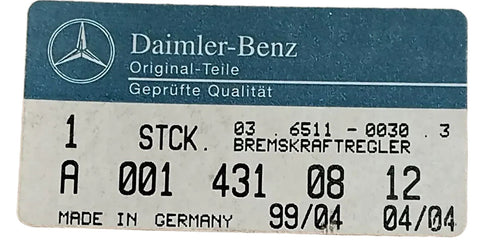 Daimler-Benz
Original-Teile
Geprüfte Qualität
1 STCK. 03 . 6511 - 0030 . 3
BREMSKRAFTREGLER
A 001 431 08 12
MADE IN GERMANY 99/04 04/04